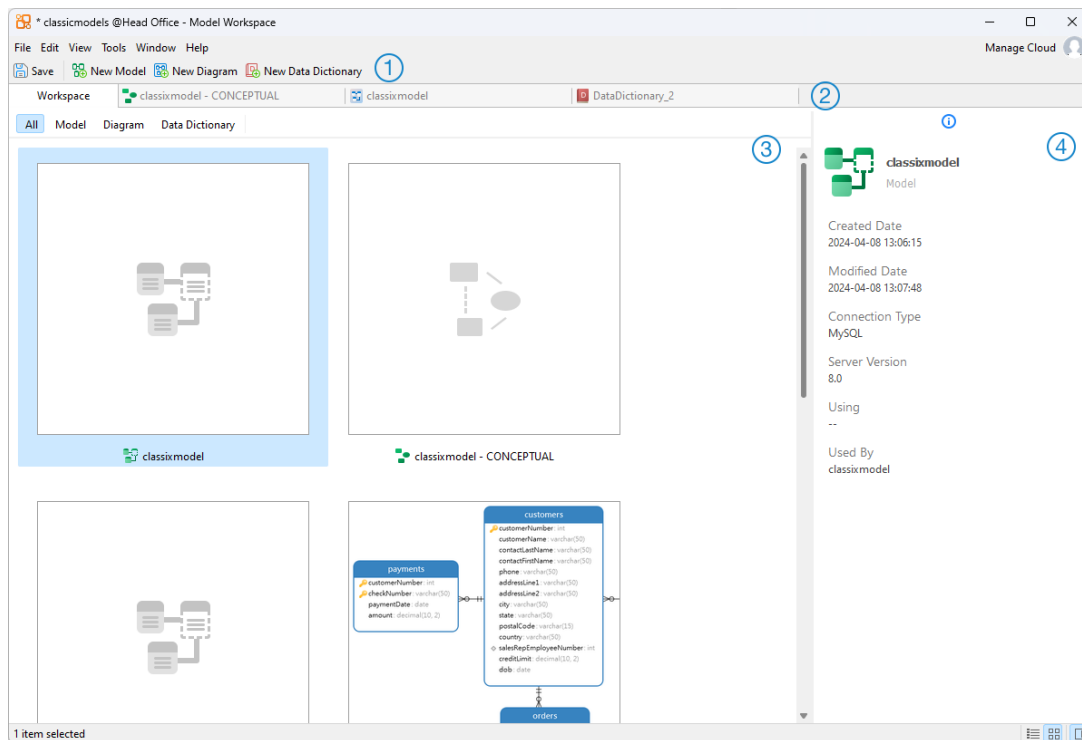 * classicmodels @Head Office - Model Workspace
File Edit View Tools Window Help
Manage Cloud
Save New Model New Diagram New Data Dictionary
1
Workspace classixmodel - CONCEPTUAL classixmodel DataDictionary_2
2
All Model Diagram Data Dictionary
3
4
classixmodel
Model
Created Date
2024-04-08 13:06:15
Modified Date
2024-04-08 13:07:48
Connection Type
MySQL
Server Version
8.0
Using
--
Used By
classixmodel
classixmodel
classixmodel - CONCEPTUAL
payments
customerNumber: int
checkNumber: varchar(50)
paymentDate: date
amount: decimal(10, 2)
customers
customerNumber: int
customerName: varchar(50)
contactLastName: varchar(50)
contactFirstName: varchar(50)
phone: varchar(50)
addressLine1: varchar(50)
addressLine2: varchar(50)
city: varchar(50)
state: varchar(50)
postalCode: varchar(15)
country: varchar(50)
salesRepEmployeeNumber: int
creditLimit: decimal(10, 2)
dob: date
orders
1 item selected